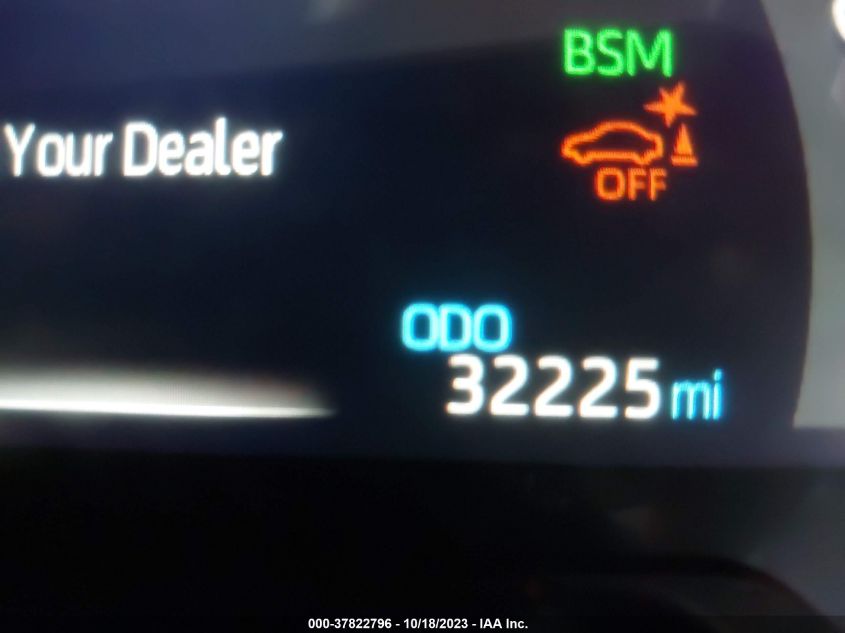 BSM
Your Dealer
OFF
ODO
32225 mi
000-37822796 - 10/18/2023 - IAA Inc.